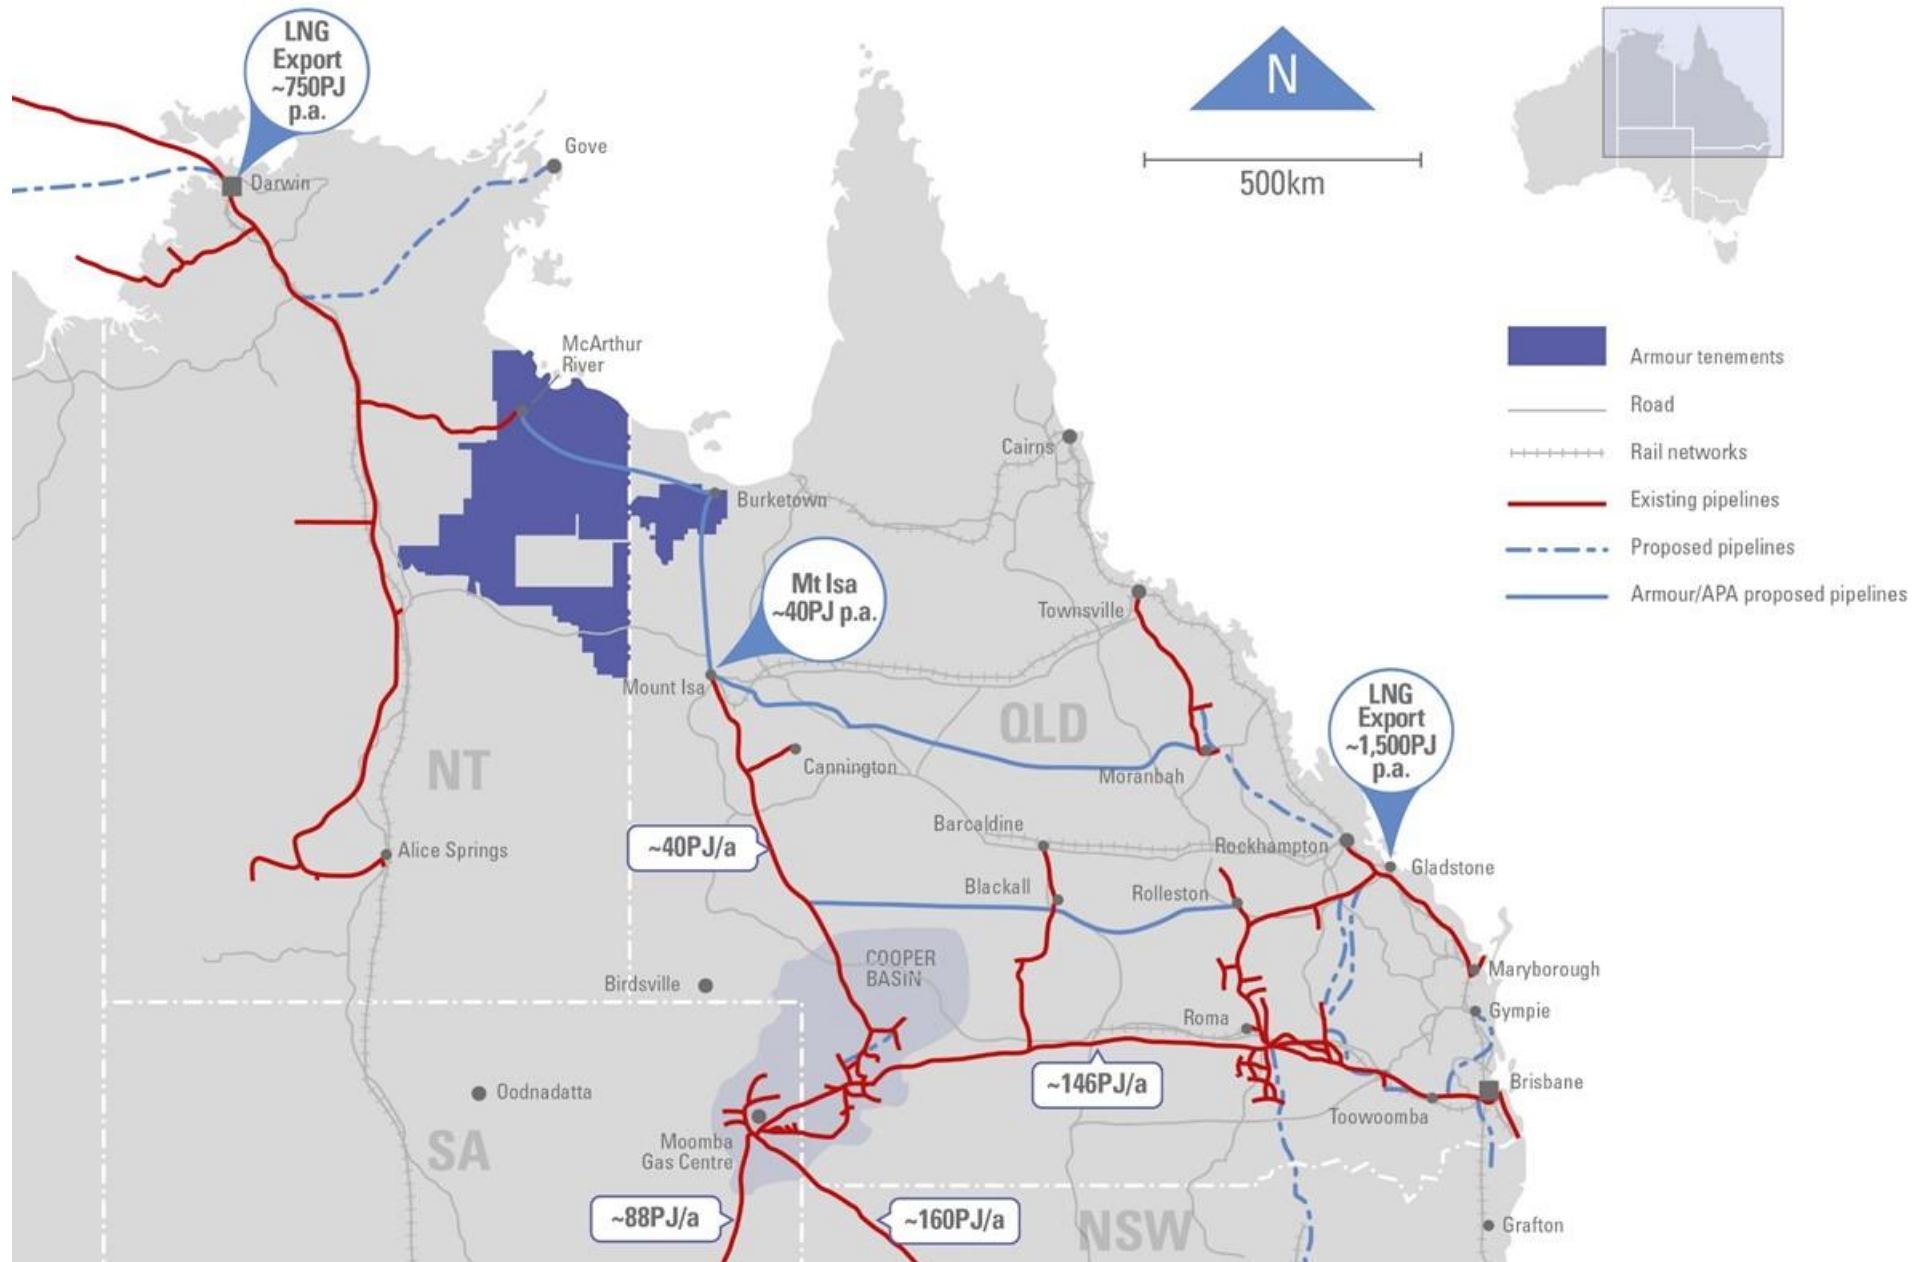 LNG
Export
~750PJ
p.a.
N
500km
Gove
Darwin
McArthur
River
Armour tenements
Road
Rail networks
Existing pipelines
Proposed pipelines
Armour/APA proposed pipelines
Cairns
Burketown
Mt Isa
~40PJ p.a.
Townsville
Mount Isa
QLD
LNG
Export
~1,500PJ
p.a.
NT
Cannington
Moranbah
Barcaldine
~40PJ/a
Alice Springs
Rockhampton
Gladstone
Blackall
Rolleston
COOPER
BASIN
Birdsville
Maryborough
Gympie
Roma
~146PJ/a
Oodnadatta
Brisbane
Toowoomba
SA
Moomba
Gas Centre
~88PJ/a
~160PJ/a
NSW
Grafton